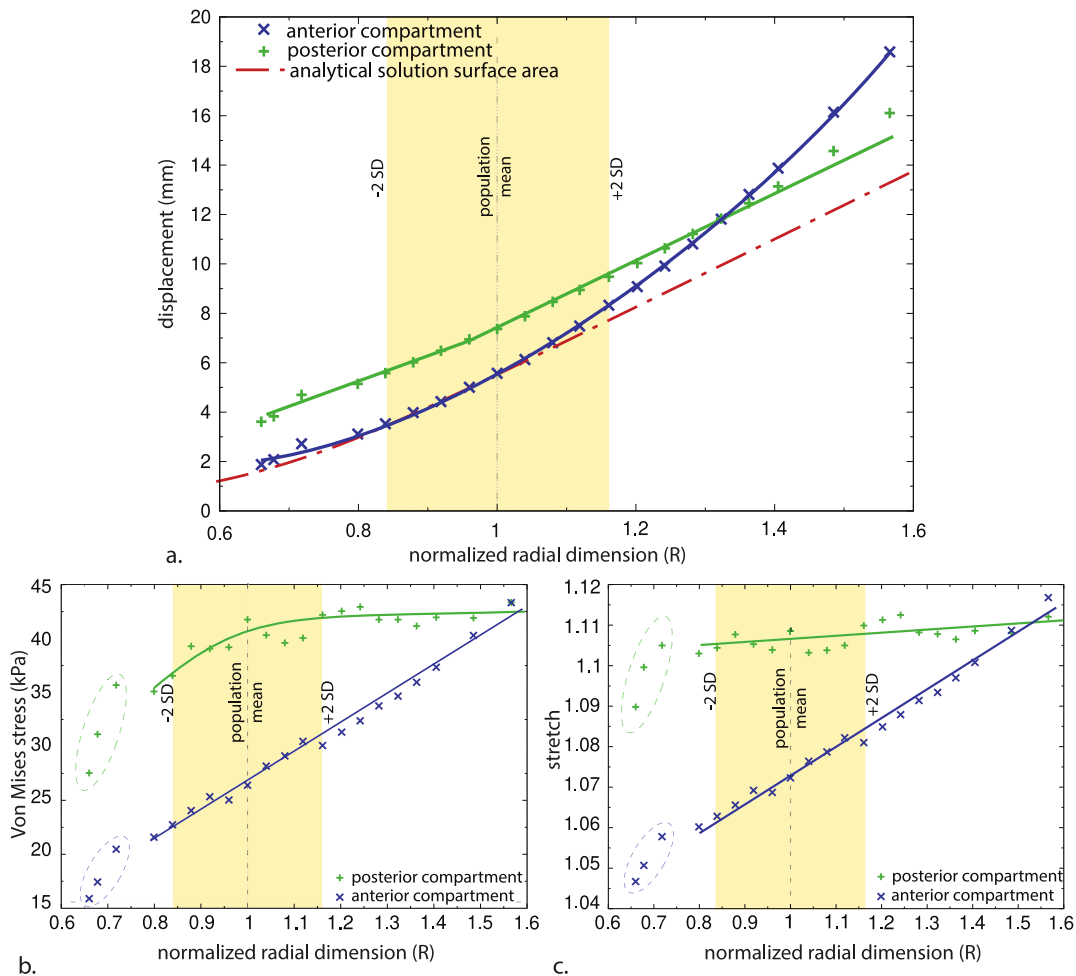 20
18
16
14
12
10
8
6
4
2
0
displacement (mm)
anterior compartment
posterior compartment
analytical solution surface area
-2 SD
population
mean
+2 SD
0.6
0.8
1
1.2
1.4
1.6
normalized radial dimension (R)
a.
45
40
35
30
25
20
15
Von Mises stress (kPa)
-2 SD
population
mean
+2 SD
posterior compartment
anterior compartment
0.6 0.7 0.8 0.9 1 1.1 1.2 1.3 1.4 1.5 1.6
normalized radial dimension (R)
b.
1.12
1.11
1.1
1.09
1.08
1.07
1.06
1.05
1.04
stretch
-2 SD
population
mean
+2 SD
posterior compartment
anterior compartment
0.6 0.7 0.8 0.9 1 1.1 1.2 1.3 1.4 1.5 1.6
normalized radial dimension (R)
c.